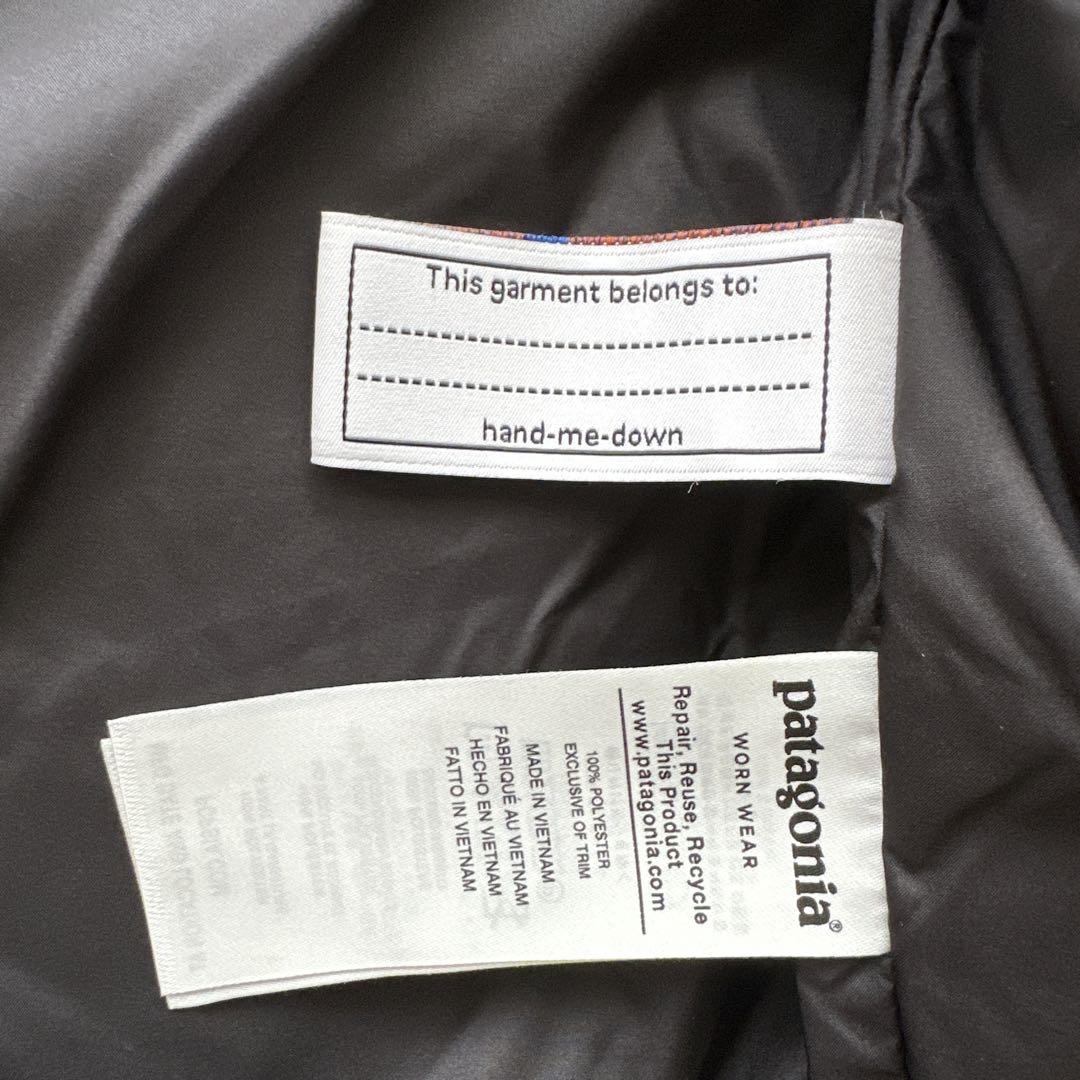 This garment belongs to:
hand-me-down
patagonia®
WORN WEAR
Repair, Reuse, Recycle
This Product
www.patagonia.com
100% POLYESTER
EXCLUSIVE OF TRIM
MADE IN VIETNAM
FABRIQUÉ AU VIETNAM
HECHO EN VIETNAM
FATTO IN VIETNAM